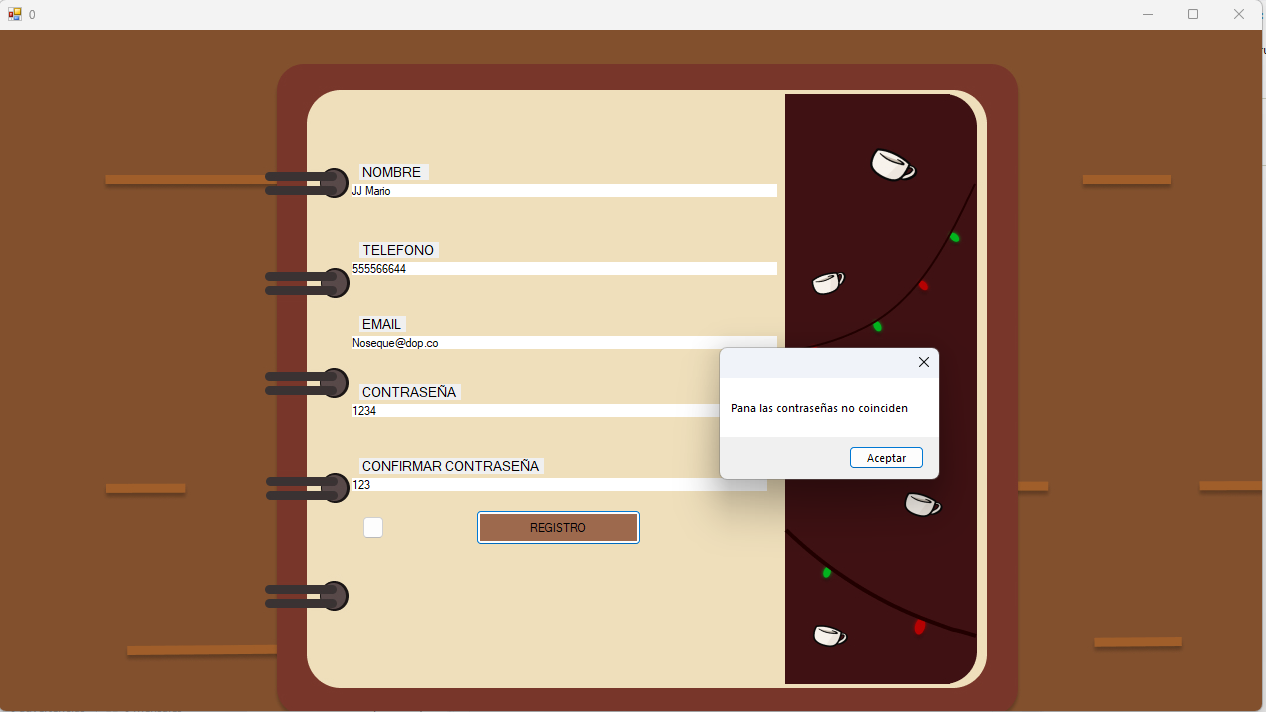 0
NOMBRE
JJ Mario
TELEFONO
555566644
EMAIL
Noseque@dop.co
CONTRASEÑA
1234
Pana las contraseñas no coinciden
Aceptar
CONFIRMAR CONTRASEÑA
123
REGISTRO